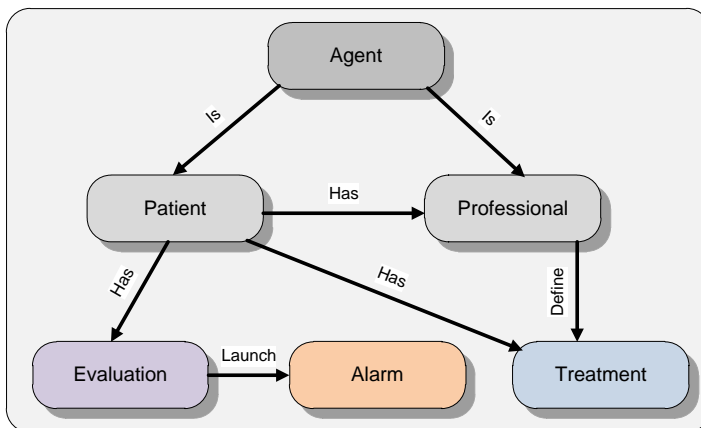 Agent
Is
Is
Patient
Has
Professional
Has
Has
Define
Evaluation
Launch
Alarm
Treatment